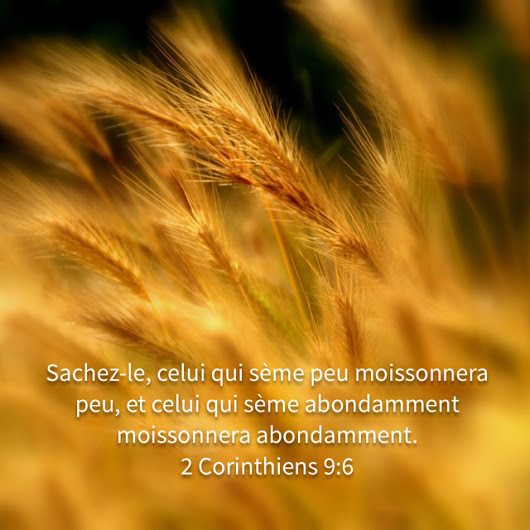 Sachez-le, celui qui sème peu moissonnera
peu, et celui qui sème abondamment
moissonnera abondamment.
2 Corinthiens 9:6